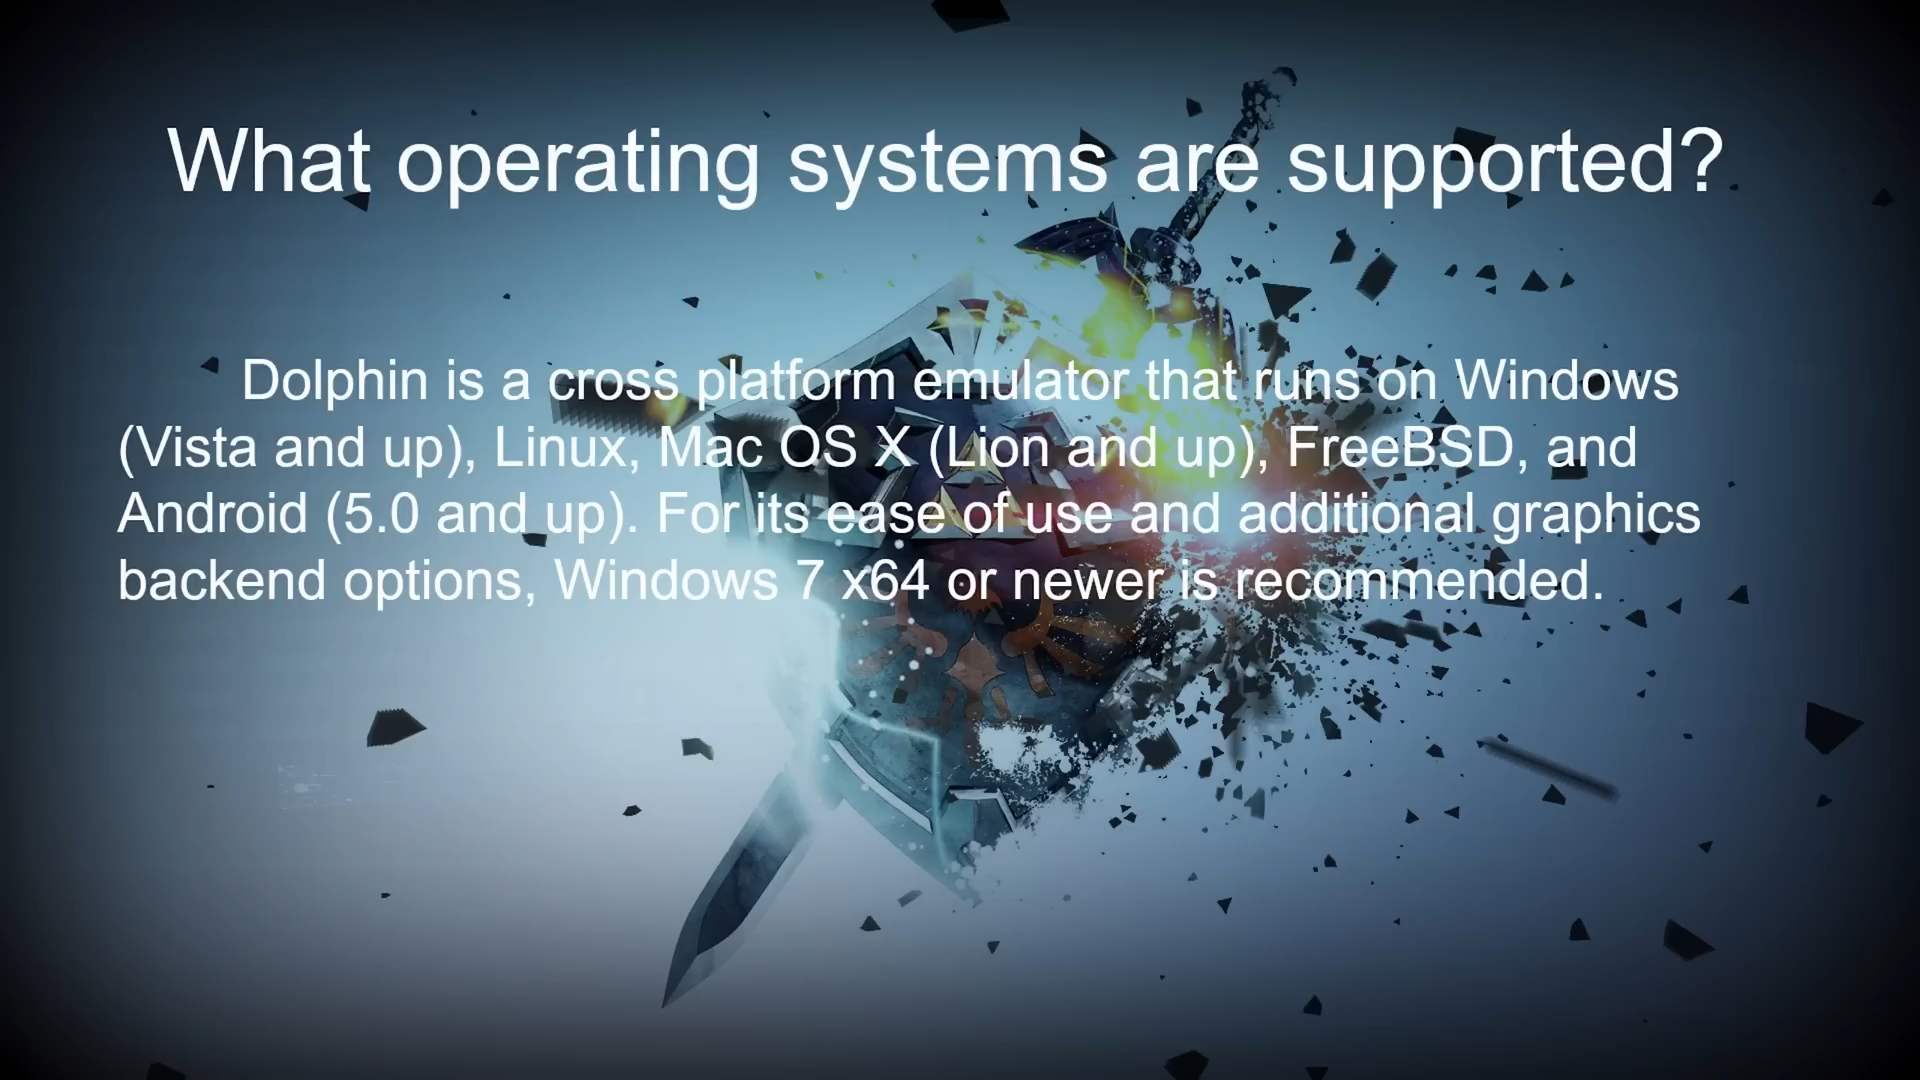 What operating systems are supported?
Dolphin is a cross platform emulator that runs on Windows
(Vista and up), Linux, Mac OS X (Lion and up), FreeBSD, and
Android (5.0 and up). For its ease of use and additional graphics
backend options, Windows 7 x64 or newer is recommended.